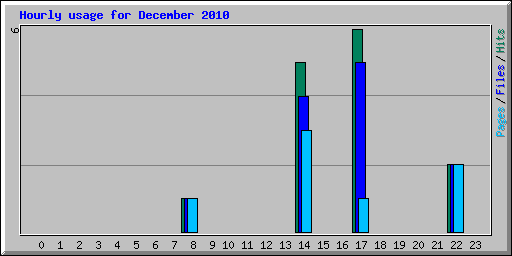 Hourly usage for December 2010
6
Pages/Files/Hits
0 1 2 3 4 5 6 7 8 9 10 11 12 13 14 15 16 17 18 19 20 21 22 23